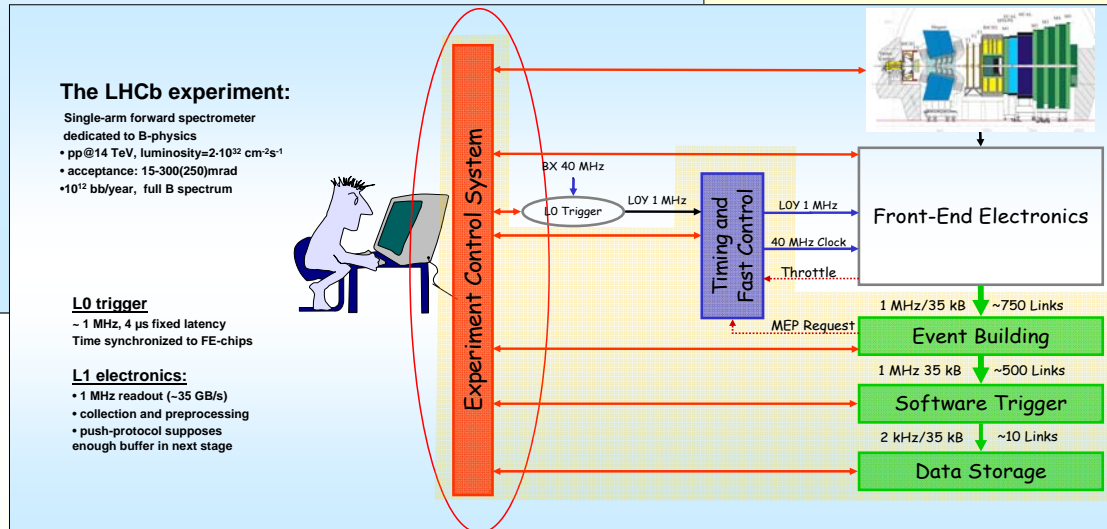 The LHCb experiment:
Single-arm forward spectrometer
dedicated to B-physics
• pp@14 TeV, luminosity=2·10³² cm⁻²s⁻¹
• acceptance: 15-300(250)mrad
•10¹² bb/year, full B spectrum
L0 trigger
~ 1 MHz, 4 µs fixed latency
Time synchronized to FE-chips
L1 electronics:
• 1 MHz readout (~35 GB/s)
• collection and preprocessing
• push-protocol supposes
enough buffer in next stage
Experiment Control System
BX 40 MHz
L0 Trigger
L0Y 1 MHz
Timing and
Fast Control
L0Y 1 MHz
40 MHz Clock
Throttle
MEP Request
Front-End Electronics
1 MHz/35 kB ~750 Links
Event Building
1 MHz 35 kB ~500 Links
Software Trigger
2 kHz/35 kB ~10 Links
Data Storage